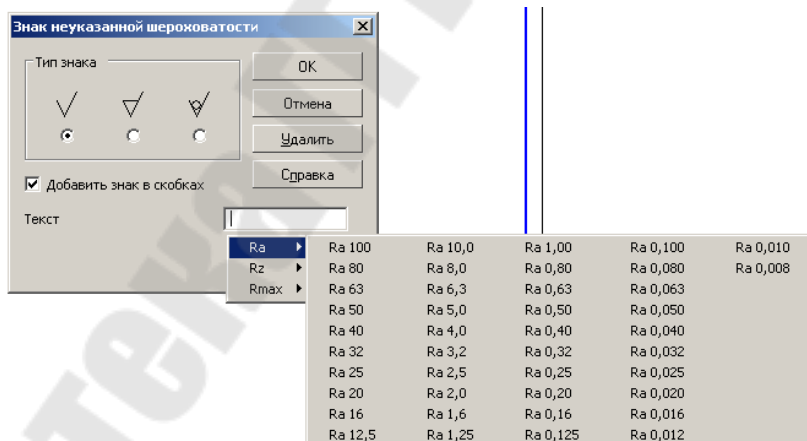 Знак неуказанной шероховатости
Тип знака
OK
Отмена
Удалить
Справка
Добавить знак в скобках
Текст
Ra Ra 100 Ra 10,0 Ra 1,00 Ra 0,100 Ra 0,010
Rz Ra 80 Ra 8,0 Ra 0,80 Ra 0,080 Ra 0,008
Rmax Ra 63 Ra 6,3 Ra 0,63 Ra 0,063
Ra 50 Ra 5,0 Ra 0,50 Ra 0,050
Ra 40 Ra 4,0 Ra 0,40 Ra 0,040
Ra 32 Ra 3,2 Ra 0,32 Ra 0,032
Ra 25 Ra 2,5 Ra 0,25 Ra 0,025
Ra 20 Ra 2,0 Ra 0,20 Ra 0,020
Ra 16 Ra 1,6 Ra 0,16 Ra 0,016
Ra 12,5 Ra 1,25 Ra 0,125 Ra 0,012